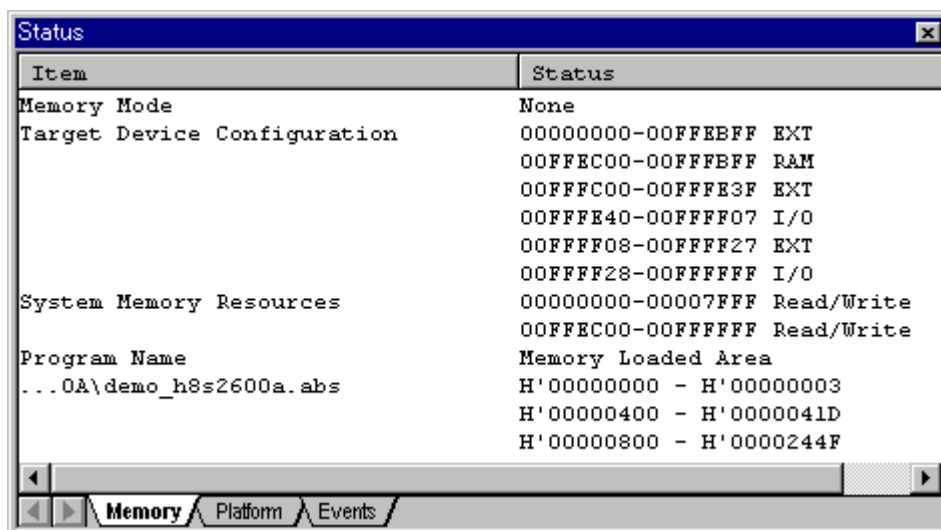 Status
Item Status
Memory Mode None
Target Device Configuration 00000000-00FFEBFF EXT
00FFEC00-00FFFBFF RAM
00FFFC00-00FFFE3F EXT
00FFFE40-00FFFF07 I/O
00FFFF08-00FFFF27 EXT
00FFFF28-00FFFFFF I/O
System Memory Resources 00000000-00007FFF Read/Write
00FFEC00-00FFFFFF Read/Write
Program Name Memory Loaded Area
...0A\demo_h8s2600a.abs H'00000000 - H'00000003
H'00000400 - H'0000041D
H'00000800 - H'0000244F
Memory Platform Events